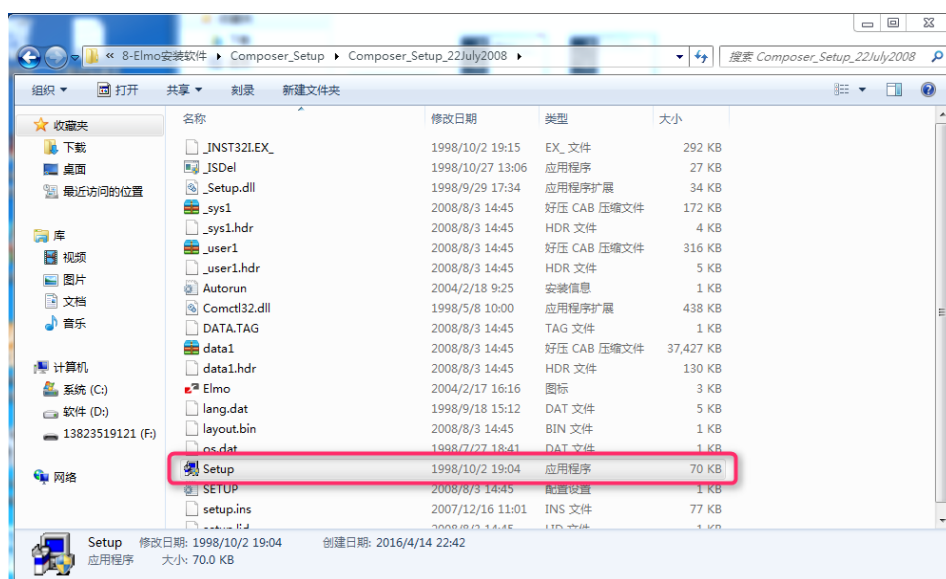 « 8-Elmo安装软件 Composer_Setup Composer_Setup_22July2008
搜索 Composer_Setup_22July2008
组织 打开 共享 刻录 新建文件夹
名称 修改日期 类型 大小
收藏夹
下载
桌面
最近访问的位置
库
视频
图片
文档
音乐
计算机
系统 (C:)
软件 (D:)
13823519121 (F:)
网络
_INST32I.EX_ 1998/10/2 19:15 EX_ 文件 292 KB
_ISDel 1998/10/27 13:06 应用程序 27 KB
_Setup.dll 1998/9/29 17:34 应用程序扩展 34 KB
_sys1 2008/8/3 14:45 好压 CAB 压缩文件 172 KB
_sys1.hdr 2008/8/3 14:45 HDR 文件 4 KB
_user1 2008/8/3 14:45 好压 CAB 压缩文件 316 KB
_user1.hdr 2008/8/3 14:45 HDR 文件 5 KB
Autorun 2004/2/18 9:25 安装信息 1 KB
Comctl32.dll 1998/5/8 10:00 应用程序扩展 438 KB
DATA.TAG 2008/8/3 14:45 TAG 文件 1 KB
data1 2008/8/3 14:45 好压 CAB 压缩文件 37,427 KB
data1.hdr 2008/8/3 14:45 HDR 文件 130 KB
Elmo 2004/2/17 16:16 图标 3 KB
lang.dat 1998/9/18 15:12 DAT 文件 5 KB
layout.bin 2008/8/3 14:45 BIN 文件 1 KB
os.dat 1998/7/27 18:41 DAT 文件 1 KB
Setup 1998/10/2 19:04 应用程序 70 KB
SETUP 2008/8/3 14:45 配置设置 1 KB
setup.ins 2007/12/16 11:01 INS 文件 77 KB
setup.lid 2008/8/3 14:45 LID 文件 1 KB
Setup 修改日期: 1998/10/2 19:04 创建日期: 2016/4/14 22:42
应用程序 大小: 70.0 KB